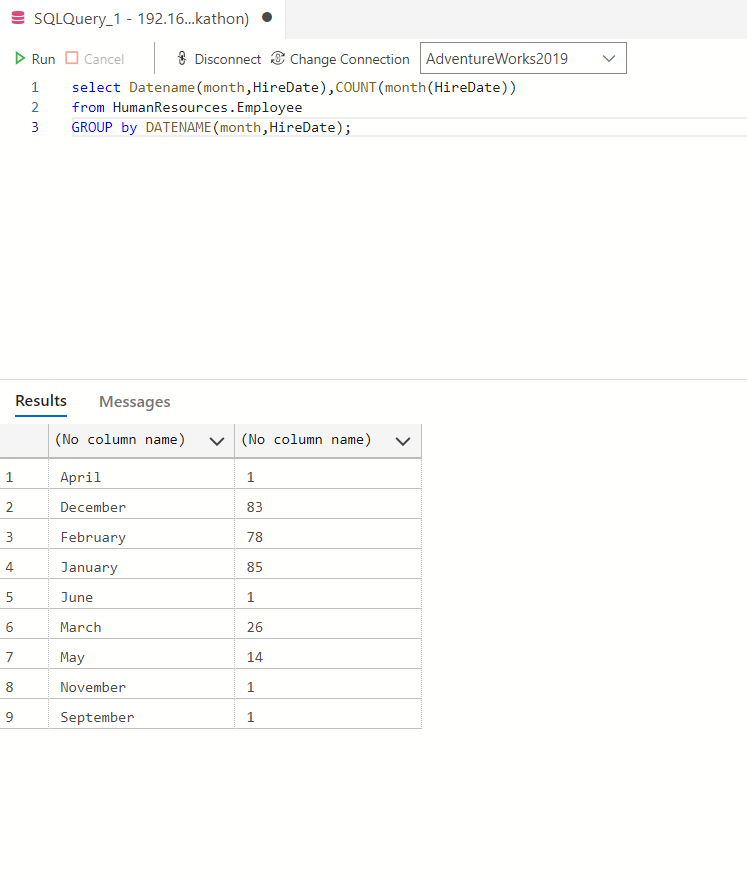 SQLQuery_1 - 192.16...kathon) ●
Run Cancel Disconnect Change Connection AdventureWorks2019
1 select Datename(month,HireDate),COUNT(month(HireDate))
2 from HumanResources.Employee
3 GROUP by DATENAME(month,HireDate);
Results Messages
(No column name) (No column name)
1 April 1
2 December 83
3 February 78
4 January 85
5 June 1
6 March 26
7 May 14
8 November 1
9 September 1